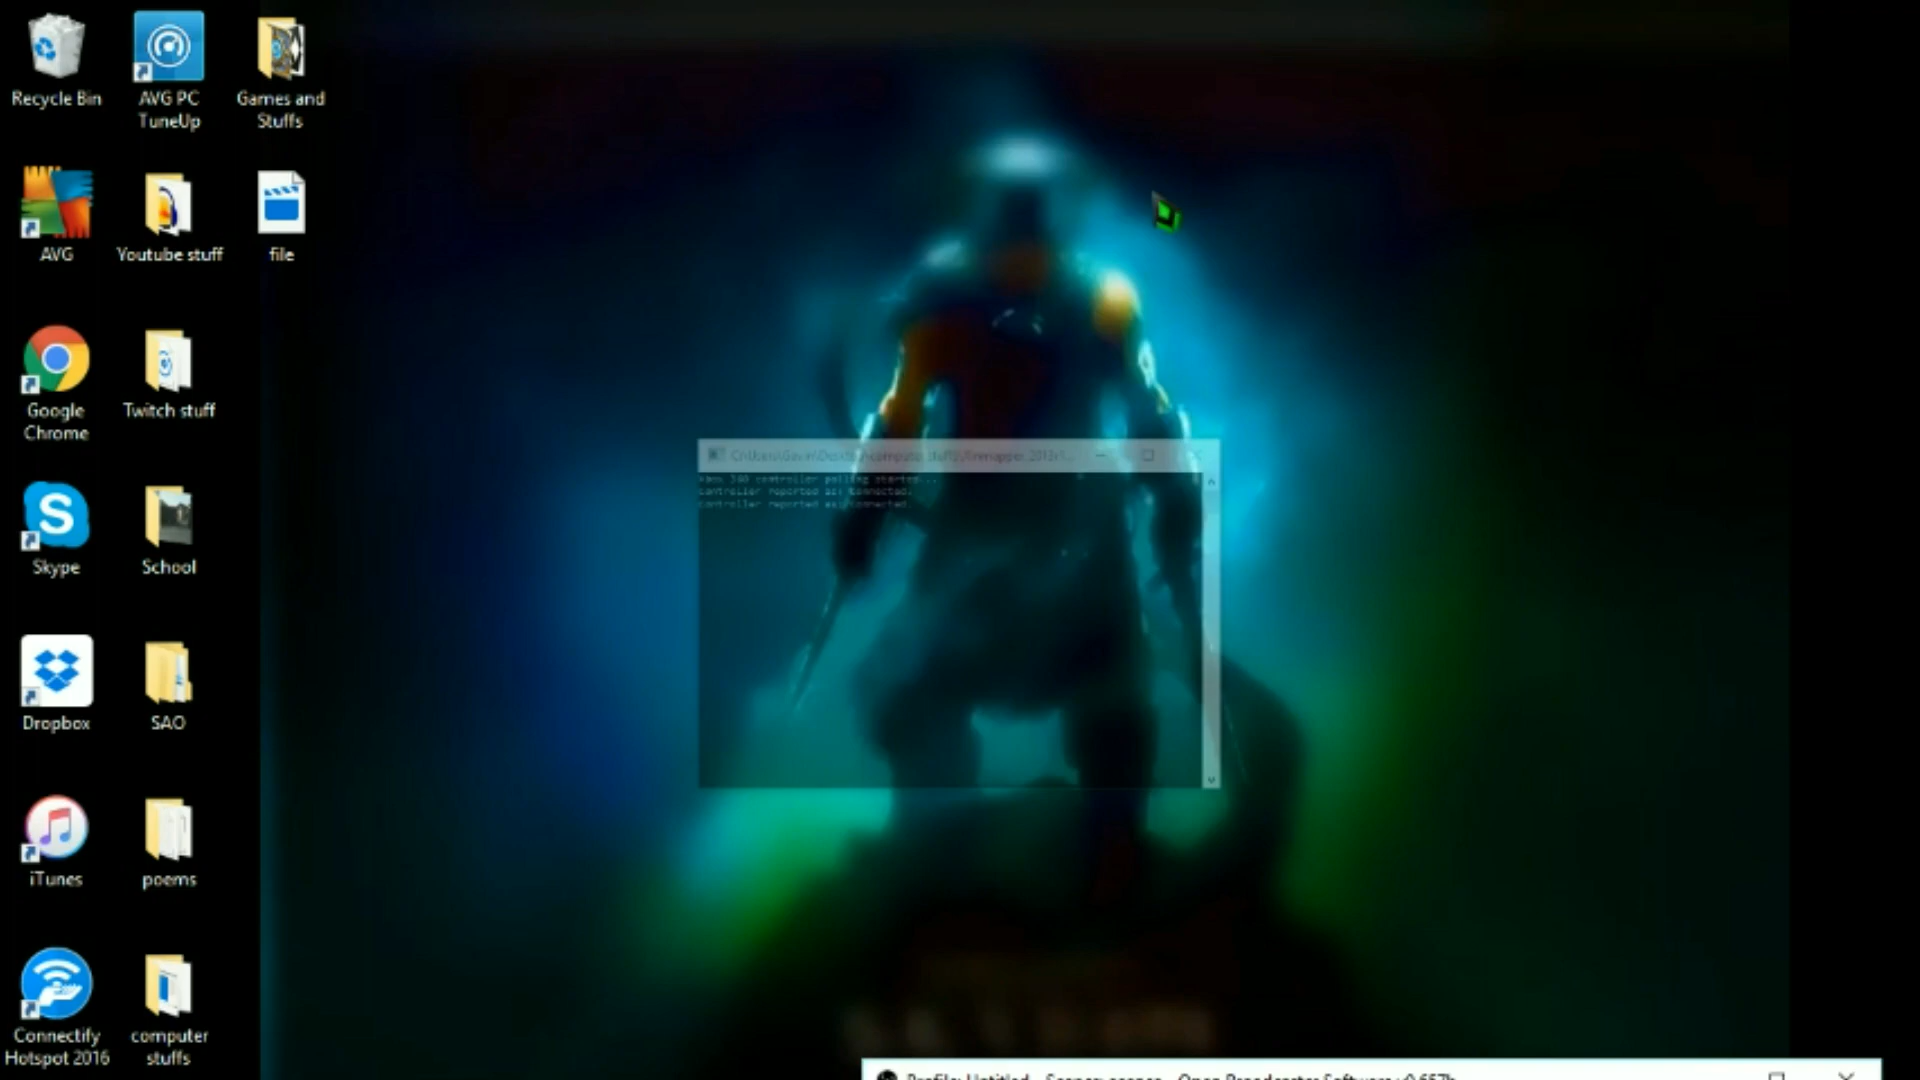 Recycle Bin
AVG PC
TuneUp
Games and
Stuffs
AVG
Youtube stuff
file
Google
Chrome
Twitch stuff
Skype
School
Dropbox
SAO
iTunes
poems
Connectify
Hotspot 2016
computer
stuffs
Xbox 360 controller polling started...
Controller reported as: Connected.
Controller reported as: Connected.
Profile: Untitled - Scenes: scenes - Open Broadcaster Software v0.657b